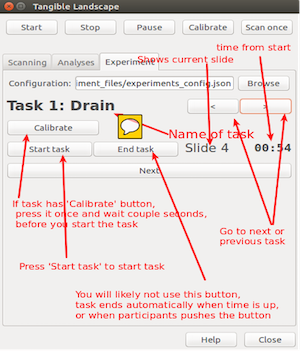 Tangible Landscape
Start Stop Pause Calibrate Scan once
time from start
Scanning Analyses Experiment
Shows current slide
Configuration: ment_files/experiments_config.json Browse
Task 1: Drain < >
Calibrate Name of task
Start task End task Slide 4 00:54
Next
If task has 'Calibrate' button,
press it once and wait couple seconds,
before you start the task
Go to next or
previous task
Press 'Start task' to start task
You will likely not use this button,
task ends automatically when time is up,
or when participants pushes the button
Help Close